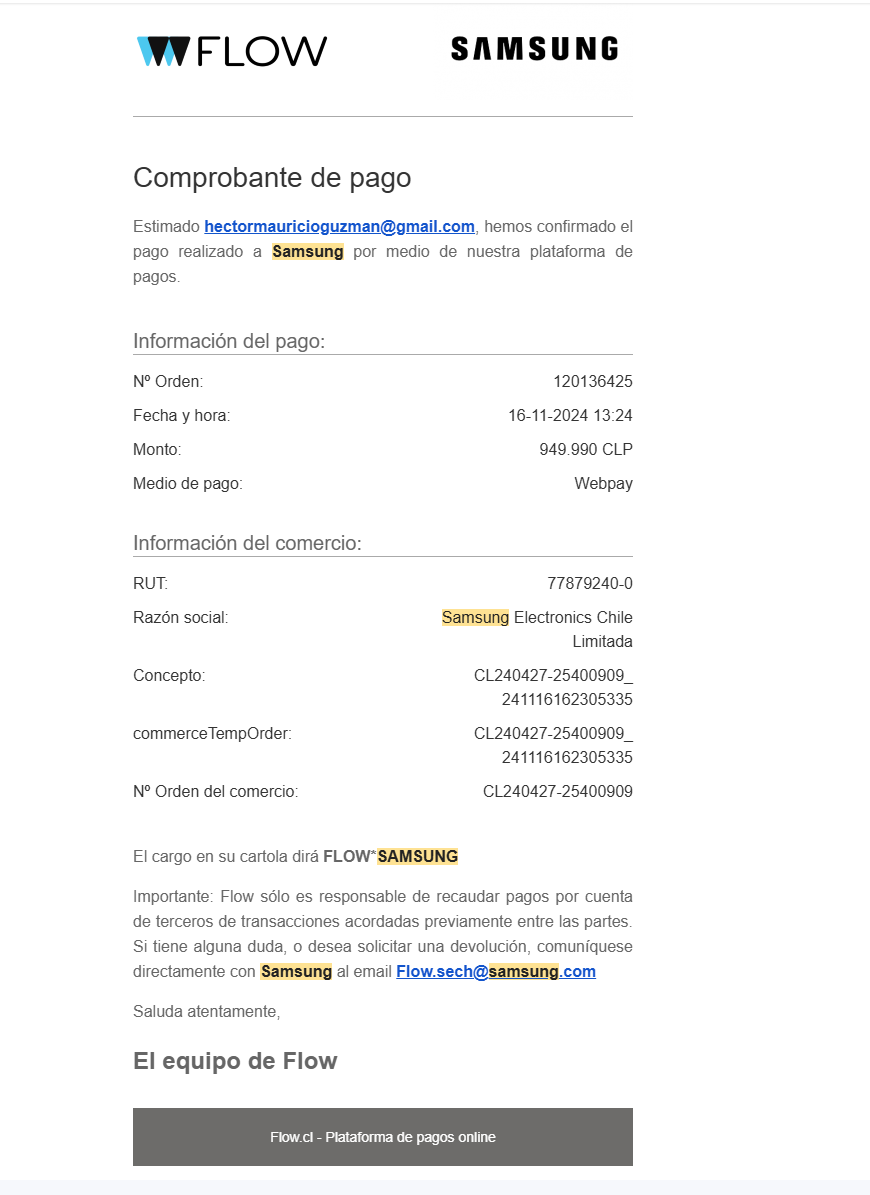 FLOW SAMSUNG
Comprobante de pago
Estimado hectormauricioguzman@gmail.com, hemos confirmado el
pago realizado a Samsung por medio de nuestra plataforma de
pagos.
Información del pago:
Nº Orden: 120136425
Fecha y hora: 16-11-2024 13:24
Monto: 949.990 CLP
Medio de pago: Webpay
Información del comercio:
RUT: 77879240-0
Razón social: Samsung Electronics Chile
Limitada
Concepto: CL240427-25400909_
241116162305335
commerceTempOrder: CL240427-25400909_
241116162305335
Nº Orden del comercio: CL240427-25400909
El cargo en su cartola dirá FLOW*SAMSUNG
Importante: Flow sólo es responsable de recaudar pagos por cuenta
de terceros de transacciones acordadas previamente entre las partes.
Si tiene alguna duda, o desea solicitar una devolución, comuníquese
directamente con Samsung al email Flow.sech@samsung.com
Saluda atentamente,
El equipo de Flow
Flow.cl - Plataforma de pagos online